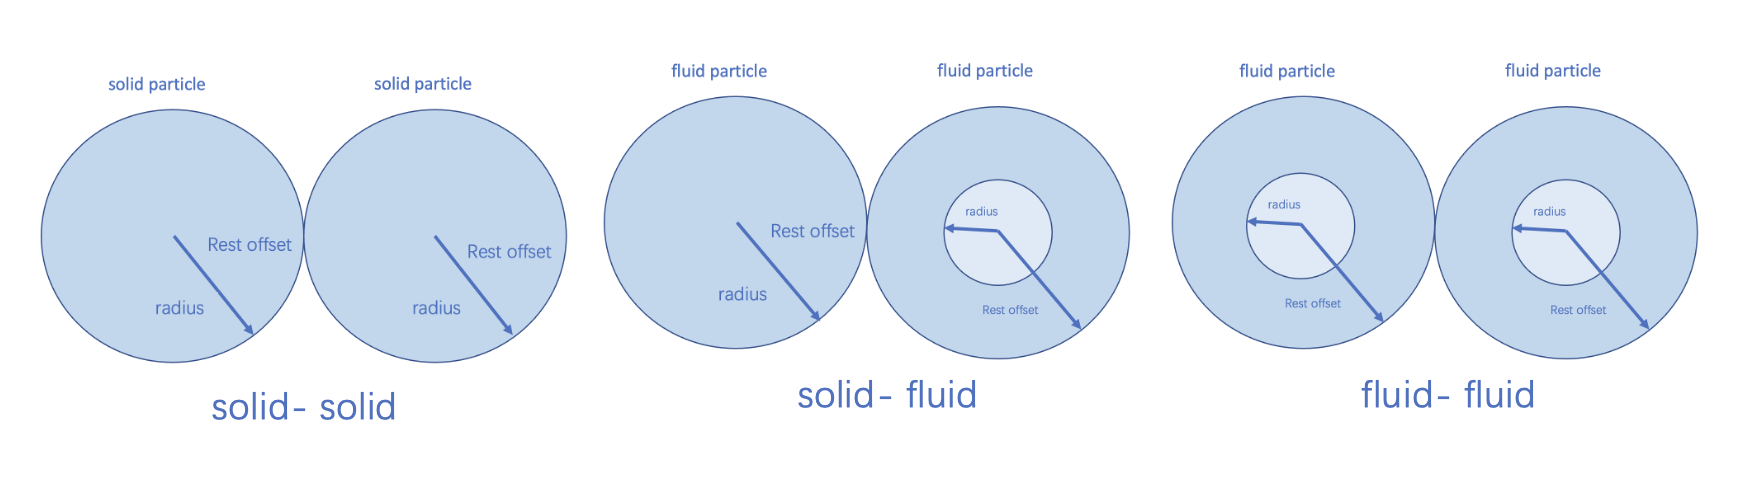 solid particle
solid particle
Rest offset
radius
Rest offset
radius
solid- solid
fluid particle
fluid particle
Rest offset
radius
radius
Rest offset
solid- fluid
fluid particle
fluid particle
radius
Rest offset
radius
Rest offset
fluid- fluid